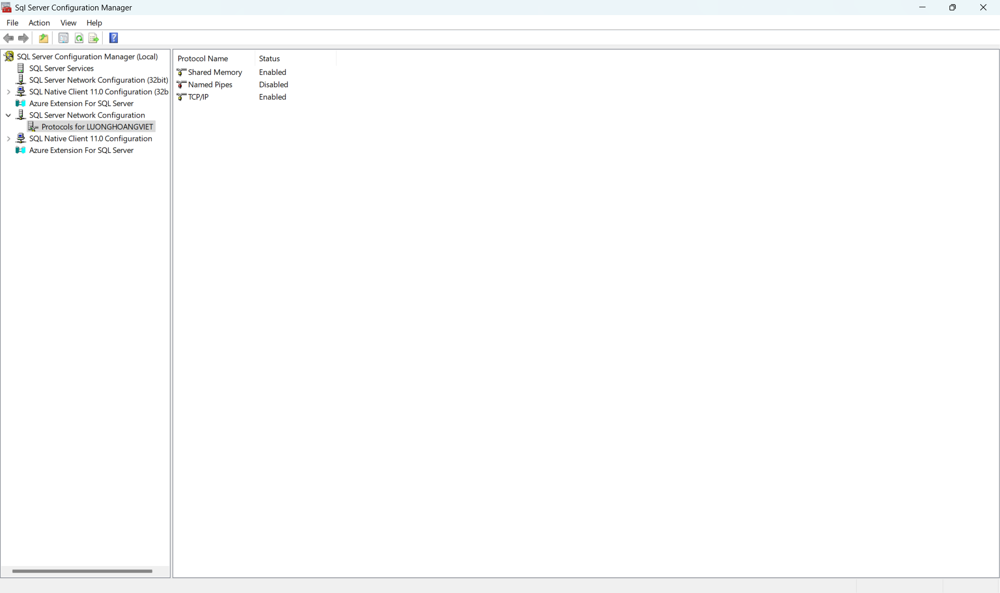 Sql Server Configuration Manager
File Action View Help
SQL Server Configuration Manager (Local)
SQL Server Services
SQL Server Network Configuration (32bit)
SQL Native Client 11.0 Configuration (32b
Azure Extension For SQL Server
SQL Server Network Configuration
Protocols for LUONGHOANGVIET
SQL Native Client 11.0 Configuration
Azure Extension For SQL Server
Protocol Name Status
Shared Memory Enabled
Named Pipes Disabled
TCP/IP Enabled